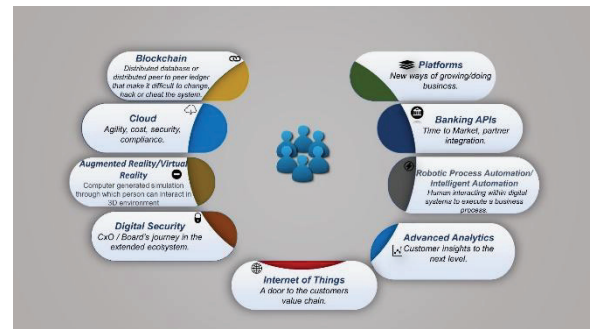 Blockchain
Distributed database or
distributed peer to peer ledger
that make it difficult to change,
hack or cheat the system.
Cloud
Agility, cost, security,
compliance.
Augmented Reality/Virtual
Reality
Computer generated simulation
through which person can interact in
3D environment
Digital Security
CxO / Board's journey in the
extended ecosystem.
Internet of Things
A door to the customers
value chain.
Platforms
New ways of growing/doing
business.
Banking APIs
Time to Market, partner
integration.
Robotic Process Automation/
Intelligent Automation
Human interacting within digital
systems to execute a business
process.
Advanced Analytics
Customer insights to the
next level.